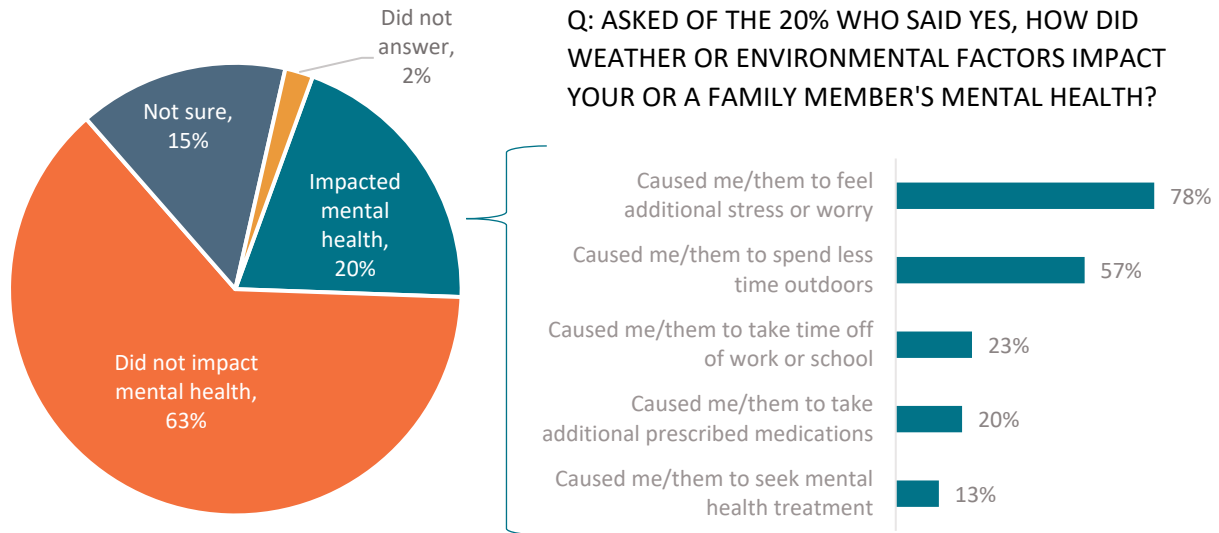 Did not
answer,
2%
Not sure,
15%
Impacted
mental
health,
20%
Did not impact
mental health,
63%
Q: ASKED OF THE 20% WHO SAID YES, HOW DID
WEATHER OR ENVIRONMENTAL FACTORS IMPACT
YOUR OR A FAMILY MEMBER'S MENTAL HEALTH?
Caused me/them to feel
additional stress or worry
78%
Caused me/them to spend less
time outdoors
57%
Caused me/them to take time off
of work or school
23%
Caused me/them to take
additional prescribed medications
20%
Caused me/them to seek mental
health treatment
13%